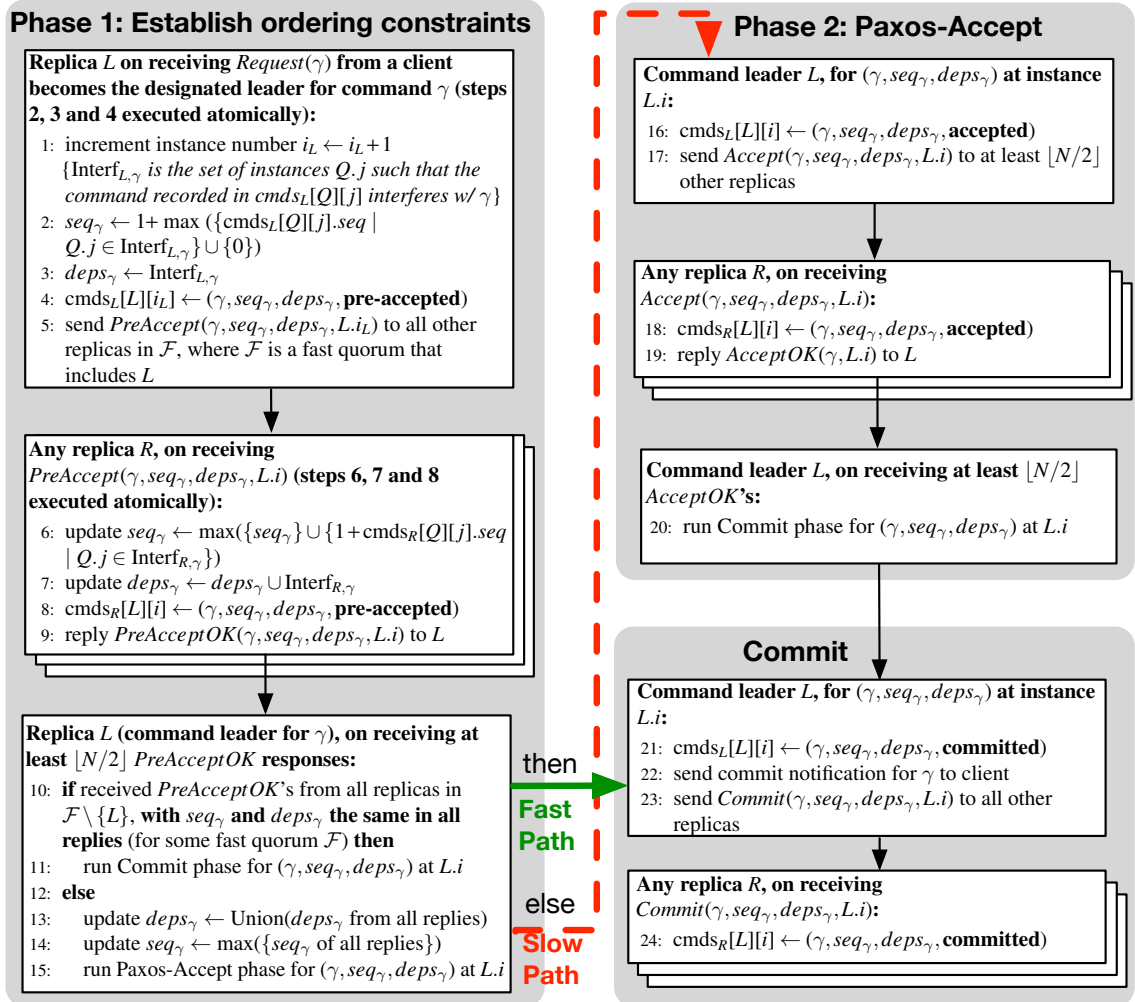 Phase 1: Establish ordering constraints
Replica L on receiving Request(γ) from a client
becomes the designated leader for command γ (steps
2, 3 and 4 executed atomically):
1: increment instance number i_L ← i_L + 1
{Interf_{L,γ} is the set of instances Q.j such that the
command recorded in cmds_L[Q][j] interferes w/ γ}
2: seq_γ ← 1+ max ({cmds_L[Q][j].seq |
Q.j ∈ Interf_{L,γ}} ∪ {0})
3: deps_γ ← Interf_{L,γ}
4: cmds_L[L][i_L] ← (γ, seq_γ, deps_γ, pre-accepted)
5: send PreAccept(γ, seq_γ, deps_γ, L.i_L) to all other
replicas in ℱ, where ℱ is a fast quorum that
includes L
Any replica R, on receiving
PreAccept(γ, seq_γ, deps_γ, L.i) (steps 6, 7 and 8
executed atomically):
6: update seq_γ ← max({seq_γ} ∪ {1+cmds_R[Q][j].seq
| Q.j ∈ Interf_{R,γ}})
7: update deps_γ ← deps_γ ∪ Interf_{R,γ}
8: cmds_R[L][i] ← (γ, seq_γ, deps_γ, pre-accepted)
9: reply PreAcceptOK(γ, seq_γ, deps_γ, L.i) to L
Replica L (command leader for γ), on receiving at
least ⌊N/2⌋ PreAcceptOK responses:
10: if received PreAcceptOK's from all replicas in
ℱ \ {L}, with seq_γ and deps_γ the same in all
replies (for some fast quorum ℱ) then
11: run Commit phase for (γ, seq_γ, deps_γ) at L.i
12: else
13: update deps_γ ← Union(deps_γ from all replies)
14: update seq_γ ← max({seq_γ of all replies})
15: run Paxos-Accept phase for (γ, seq_γ, deps_γ) at L.i
then
Fast
Path
else
Slow
Path
Phase 2: Paxos-Accept
Command leader L, for (γ, seq_γ, deps_γ) at instance
L.i:
16: cmds_L[L][i] ← (γ, seq_γ, deps_γ, accepted)
17: send Accept(γ, seq_γ, deps_γ, L.i) to at least ⌊N/2⌋
other replicas
Any replica R, on receiving
Accept(γ, seq_γ, deps_γ, L.i):
18: cmds_R[L][i] ← (γ, seq_γ, deps_γ, accepted)
19: reply AcceptOK(γ, L.i) to L
Command leader L, on receiving at least ⌊N/2⌋
AcceptOK's:
20: run Commit phase for (γ, seq_γ, deps_γ) at L.i
Commit
Command leader L, for (γ, seq_γ, deps_γ) at instance
L.i:
21: cmds_L[L][i] ← (γ, seq_γ, deps_γ, committed)
22: send commit notification for γ to client
23: send Commit(γ, seq_γ, deps_γ, L.i) to all other
replicas
Any replica R, on receiving
Commit(γ, seq_γ, deps_γ, L.i):
24: cmds_R[L][i] ← (γ, seq_γ, deps_γ, committed)